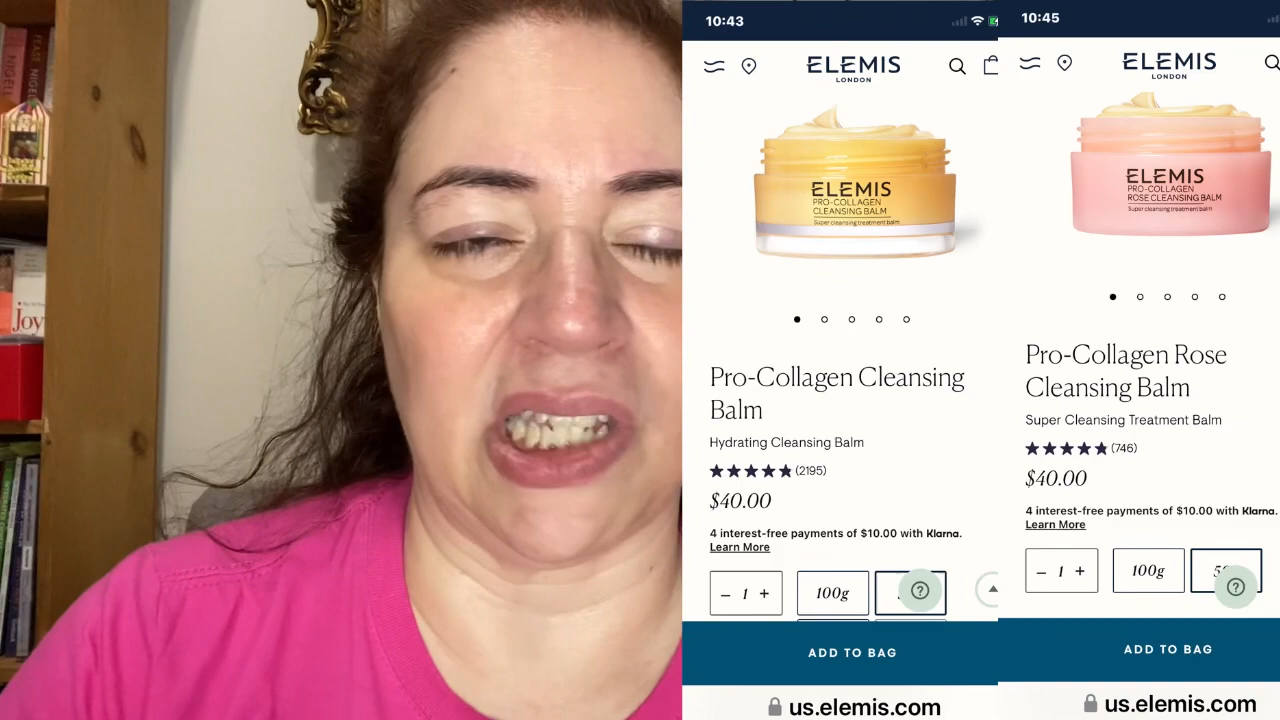 FEAST
NIGEL
NIGEL
Joy
10:43
ELEMIS
LONDON
ELEMIS
PRO-COLLAGEN
CLEANSING BALM
Super cleansing treatment balm
Pro-Collagen Cleansing
Balm
Hydrating Cleansing Balm
(2195)
$40.00
4 interest-free payments of $10.00 with Klarna.
Learn More
– 1 +
100g
?
ADD TO BAG
us.elemis.com
10:45
ELEMIS
LONDON
ELEMIS
PRO-COLLAGEN
ROSE CLEANSING BALM
Super cleansing treatment balm
Pro-Collagen Rose
Cleansing Balm
Super Cleansing Treatment Balm
(746)
$40.00
4 interest-free payments of $10.00 with Klarna.
Learn More
– 1 +
100g
?
ADD TO BAG
us.elemis.com